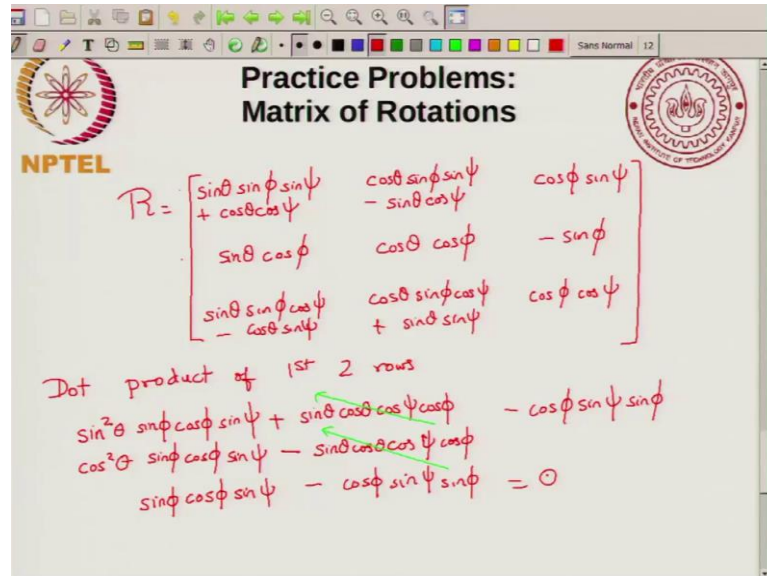 Sans Normal 12
Practice Problems:
Matrix of Rotations
NPTEL
R = [ sinθ sinϕ sinψ + cosθ cosψ   cosθ sinϕ sinψ - sinθ cosψ   cosϕ sinψ
sinθ cosϕ   cosθ cosϕ   - sinϕ
sinθ sinϕ cosψ - cosθ sinψ   cosθ sinϕ cosψ + sinθ sinψ   cosϕ cosψ ]
Dot product of 1st 2 rows
sin²θ sinϕ cosϕ sinψ + sinθ cosθ cosψ cosϕ - cosϕ sinψ sinϕ
cos²θ sinϕ cosϕ sinψ - sinθ cosθ cosψ cosϕ
sinϕ cosϕ sinψ - cosϕ sinψ sinϕ = 0